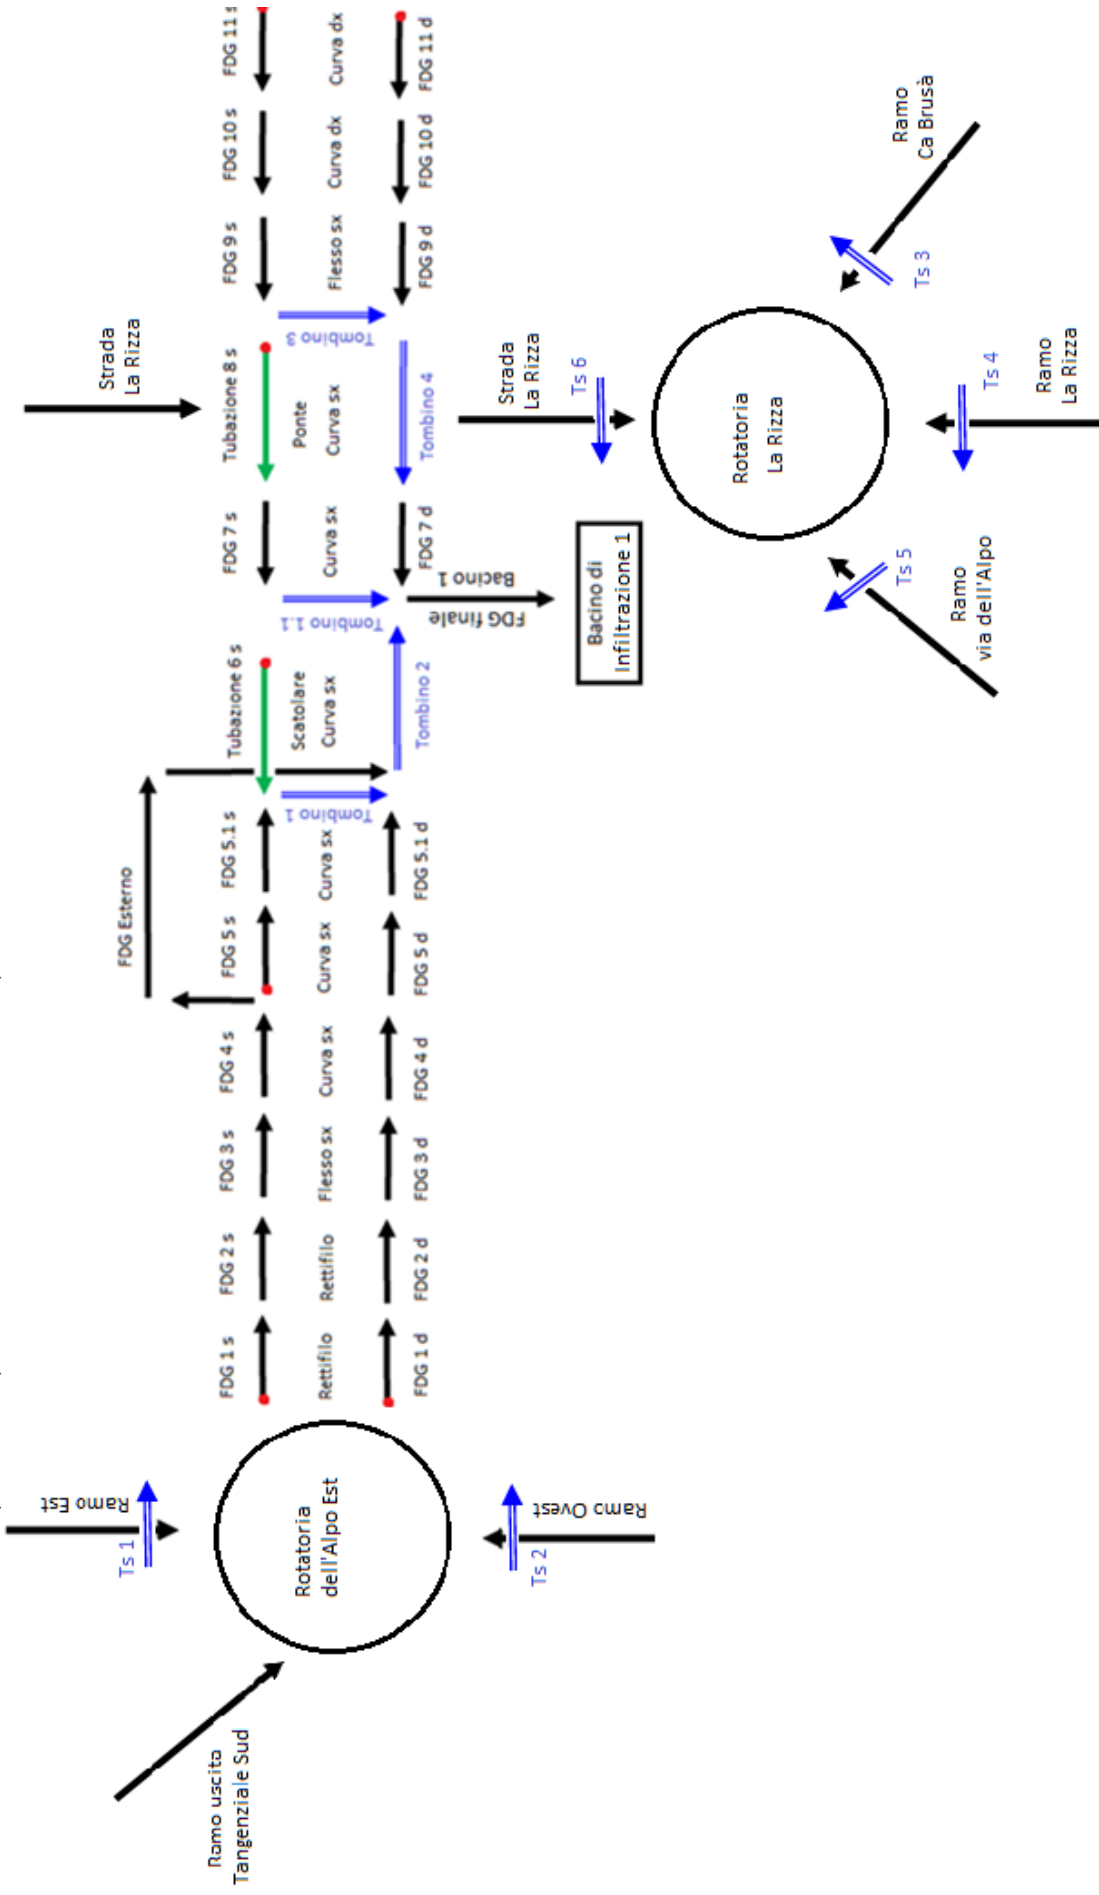 Ramo uscita
Tangenziale Sud
Ts 1
Ramo Est
Rotatoria
dell'Alpo Est
Ts 2
Ramo Ovest
FDG 1 s
FDG 2 s
FDG 3 s
FDG 4 s
FDG 5 s
FDG 5.1 s
FDG Esterno
Tubazione 6 s
FDG 7 s
Tubazione 8 s
FDG 9 s
FDG 10 s
FDG 11 s
Strada
La Rizza
Rettifilo
Rettifilo
Flesso sx
Curva sx
Curva sx
Curva sx
Tombino 1
Scatolare
Curva sx
Tombino 1.1
Curva sx
Ponte
Curva sx
Tombino 3
Flesso sx
Curva dx
Curva dx
FDG 1 d
FDG 2 d
FDG 3 d
FDG 4 d
FDG 5 d
FDG 5.1 d
Tombino 2
FDG finale
Bacino 1
FDG 7 d
Tombino 4
FDG 9 d
FDG 10 d
FDG 11 d
Bacino di
Infiltrazione 1
Strada
La Rizza
Ts 6
Rotatoria
La Rizza
Ts 5
Ramo
via dell'Alpo
Ts 4
Ramo
La Rizza
Ts 3
Ramo
Ca Brusà